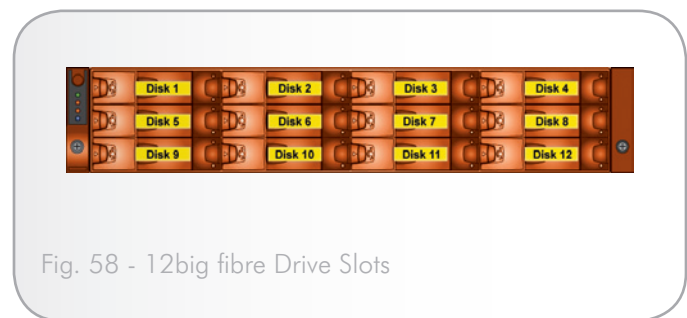 Disk 1 Disk 2 Disk 3 Disk 4
Disk 5 Disk 6 Disk 7 Disk 8
Disk 9 Disk 10 Disk 11 Disk 12
Fig. 58 - 12big fibre Drive Slots